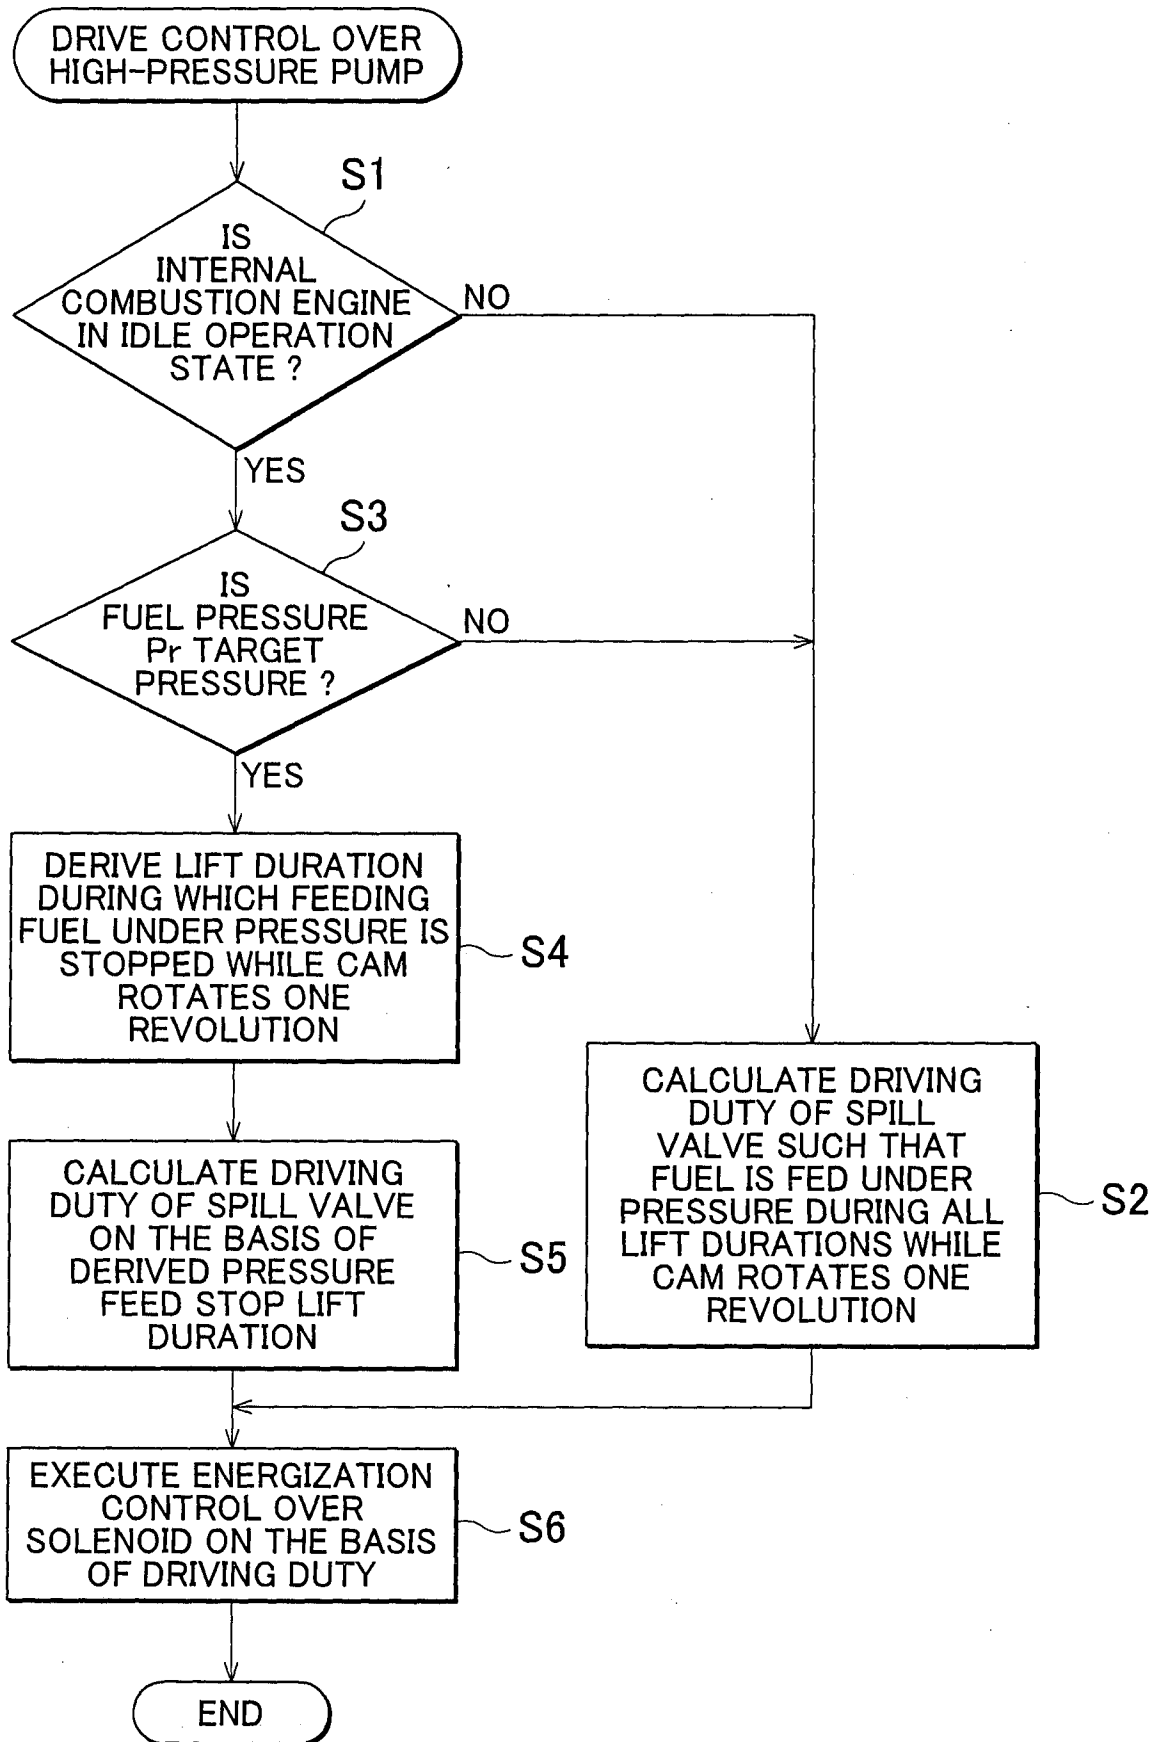 DRIVE CONTROL OVER
HIGH-PRESSURE PUMP
S1
IS
INTERNAL
COMBUSTION ENGINE
IN IDLE OPERATION
STATE ?
NO
YES
S3
IS
FUEL PRESSURE
Pr TARGET
PRESSURE ?
NO
YES
DERIVE LIFT DURATION
DURING WHICH FEEDING
FUEL UNDER PRESSURE IS
STOPPED WHILE CAM
ROTATES ONE
REVOLUTION
S4
CALCULATE DRIVING
DUTY OF SPILL
VALVE SUCH THAT
FUEL IS FED UNDER
PRESSURE DURING ALL
LIFT DURATIONS WHILE
CAM ROTATES ONE
REVOLUTION
S2
CALCULATE DRIVING
DUTY OF SPILL VALVE
ON THE BASIS OF
DERIVED PRESSURE
FEED STOP LIFT
DURATION
S5
EXECUTE ENERGIZATION
CONTROL OVER
SOLENOID ON THE BASIS
OF DRIVING DUTY
S6
END